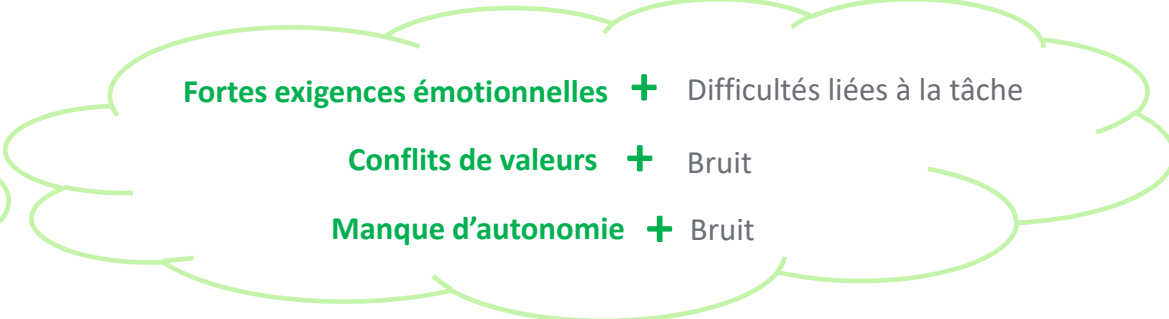 Fortes exigences émotionnelles + Difficultés liées à la tâche
Conflits de valeurs + Bruit
Manque d’autonomie + Bruit